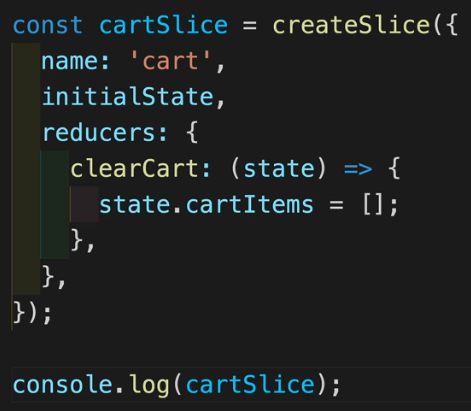 const cartSlice = createSlice({
  name: 'cart',
  initialState,
  reducers: {
    clearCart: (state) => {
      state.cartItems = [];
    },
  },
});
console.log(cartSlice);